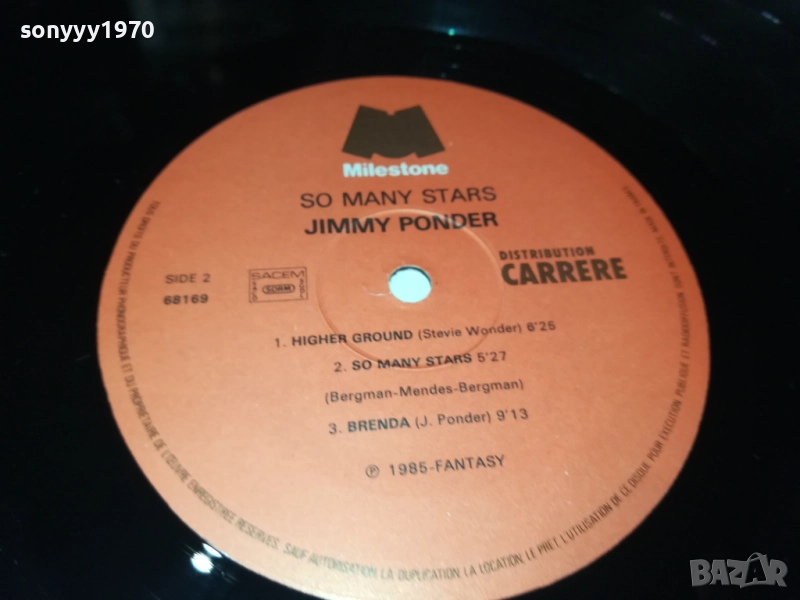 sonyyy1970
Milestone
SO MANY STARS
JIMMY PONDER
DISTRIBUTION
CARRERE
SIDE 2
68169
SACEM
SDRM
1. HIGHER GROUND (Stevie Wonder) 6'25
2. SO MANY STARS 5'27
(Bergman-Mendes-Bergman)
3. BRENDA (J. Ponder) 9'13
℗ 1985-FANTASY
TOUS DROITS DU PRODUCTEUR PHONOGRAPHIQUE ET DU PROPRIETAIRE DE L'ŒUVRE ENREGISTREE RESERVES. SAUF AUTORISATION LA DUPLICATION, LA LOCATION, LE PRET, L'UTILISATION DE CE DISQUE POUR EXECUTION PUBLIQUE ET RADIODIFFUSION
BAZAR
bg